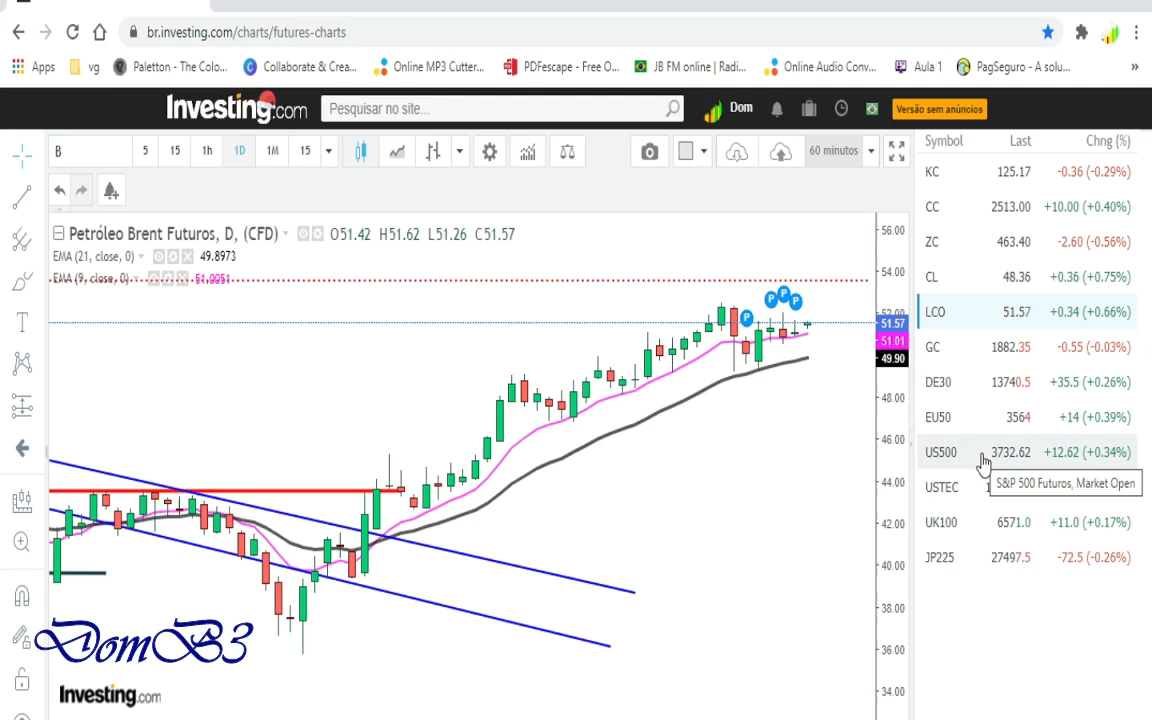 br.investing.com/charts/futures-charts
Apps vg Paletton - The Colo... Collaborate & Crea... Online MP3 Cutter... PDFescape - Free O... JB FM online | Radi... Online Audio Conv... Aula 1 PagSeguro - A solu... »
Investing.com Pesquisar no site... Dom Versão sem anúncios
B 5 15 1h 1D 1M 15 60 minutos
Symbol Last Chng (%)
KC 125.17 -0.36 (-0.29%)
CC 2513.00 +10.00 (+0.40%)
ZC 463.40 -2.60 (-0.56%)
CL 48.36 +0.36 (+0.75%)
LCO 51.57 +0.34 (+0.66%)
GC 1882.35 -0.55 (-0.03%)
DE30 13740.5 +35.5 (+0.26%)
EU50 3564 +14 (+0.39%)
US500 3732.62 +12.62 (+0.34%)
S&P 500 Futuros, Market Open
USTEC 1
UK100 6571.0 +11.0 (+0.17%)
JP225 27497.5 -72.5 (-0.26%)
Petróleo Brent Futuros, D, (CFD) O51.42 H51.62 L51.26 C51.57
EMA (21, close, 0) 49.8973
EMA (9, close, 0) 51.0051
P P P P
56.00
54.00
52.00
51.57
51.01
49.90
48.00
46.00
44.00
42.00
40.00
38.00
36.00
34.00
DomB3
Investing.com